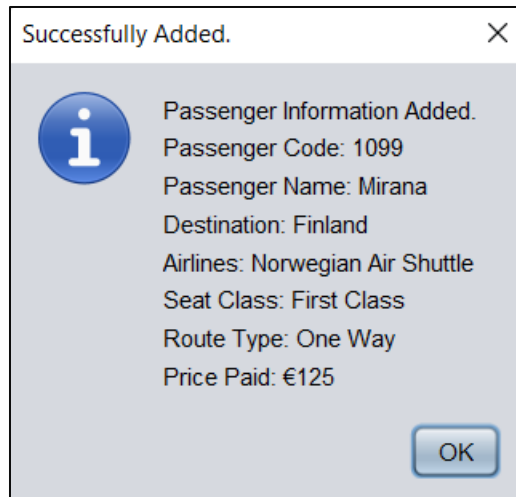 Successfully Added.
Passenger Information Added.
Passenger Code: 1099
Passenger Name: Mirana
Destination: Finland
Airlines: Norwegian Air Shuttle
Seat Class: First Class
Route Type: One Way
Price Paid: €125
OK